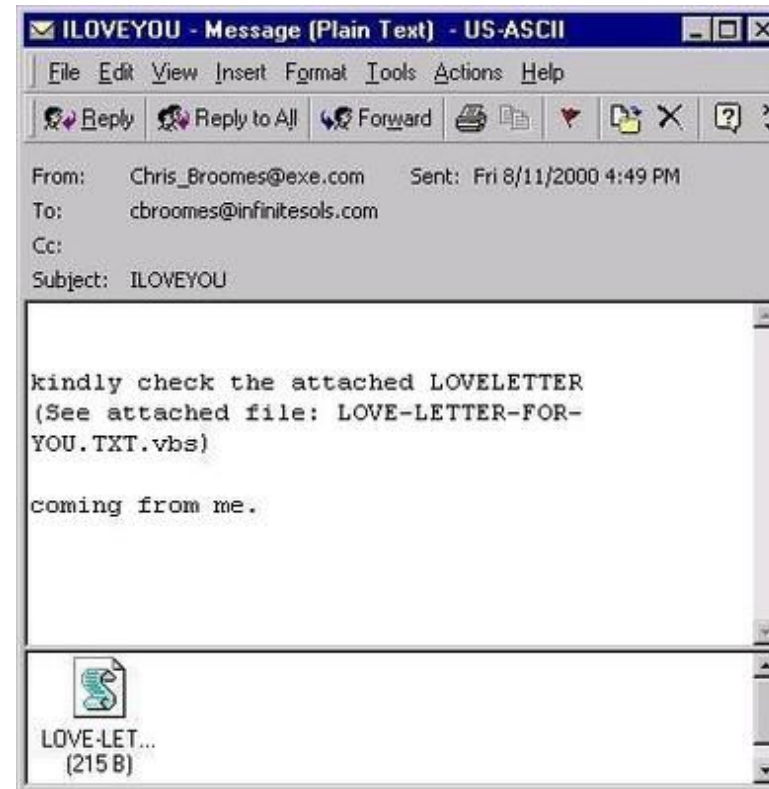 ILOVEYOU - Message (Plain Text) - US-ASCII
File Edit View Insert Format Tools Actions Help
Reply Reply to All Forward
From: Chris_Broomes@exe.com Sent: Fri 8/11/2000 4:49 PM
To: cbroomes@infinitesols.com
Cc:
Subject: ILOVEYOU
kindly check the attached LOVELETTER
(See attached file: LOVE-LETTER-FOR-
YOU.TXT.vbs)
coming from me.
LOVE-LET...
(215 B)